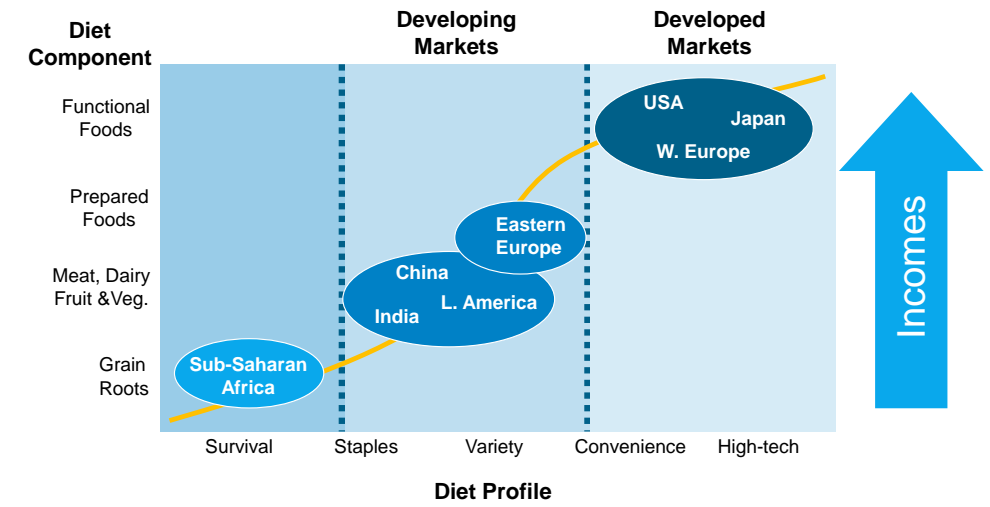 Diet
Component
Developing
Markets
Developed
Markets
Functional
Foods
Prepared
Foods
Meat, Dairy
Fruit &Veg.
Grain
Roots
USA
Japan
W. Europe
Eastern
Europe
China
L. America
India
Sub-Saharan
Africa
Incomes
Survival
Staples
Variety
Convenience
High-tech
Diet Profile